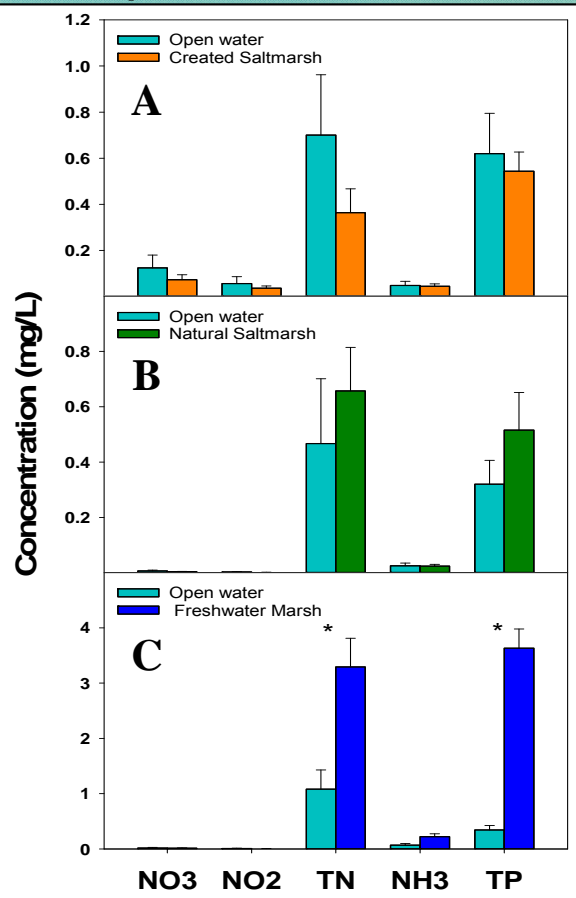 1.2
Open water
Created Saltmarsh
1.0
A
0.8
0.6
0.4
0.2
Open water
Natural Saltmarsh
0.8
B
0.6
0.4
0.2
Concentration (mg/L)
Open water
Freshwater Marsh
4
* *
C
3
2
1
0
NO3 NO2 TN NH3 TP